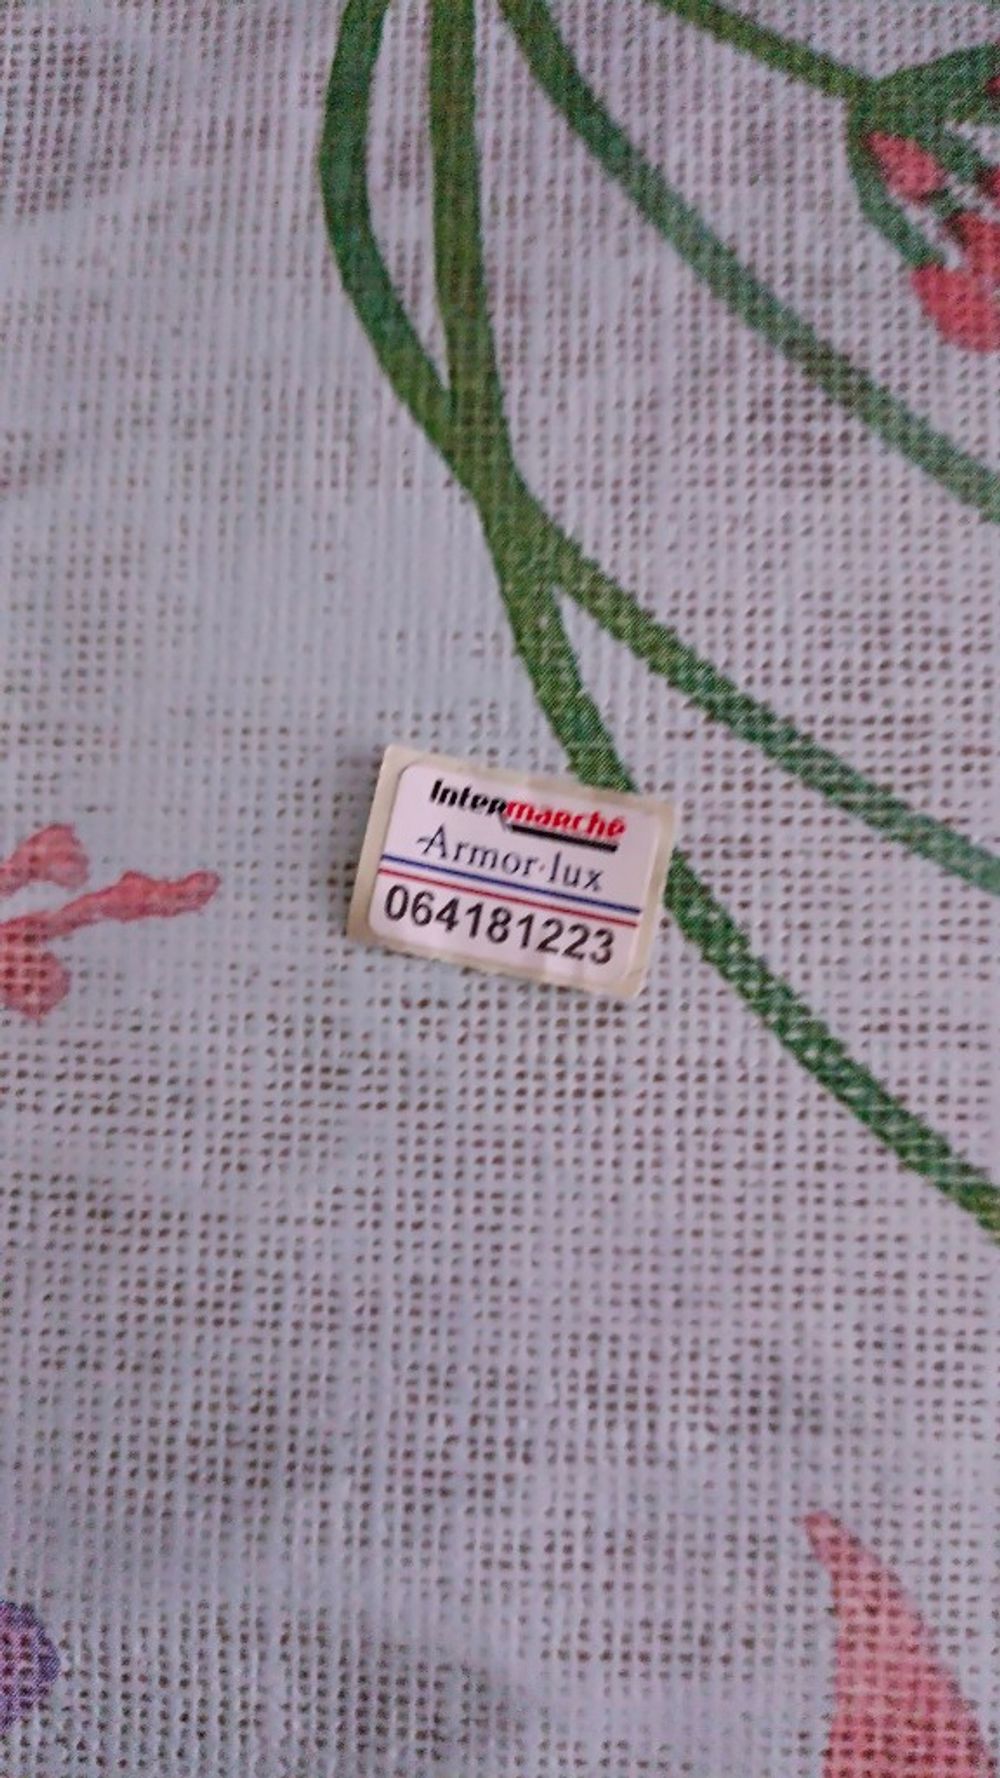 Intermarché
Armor·lux
064181223